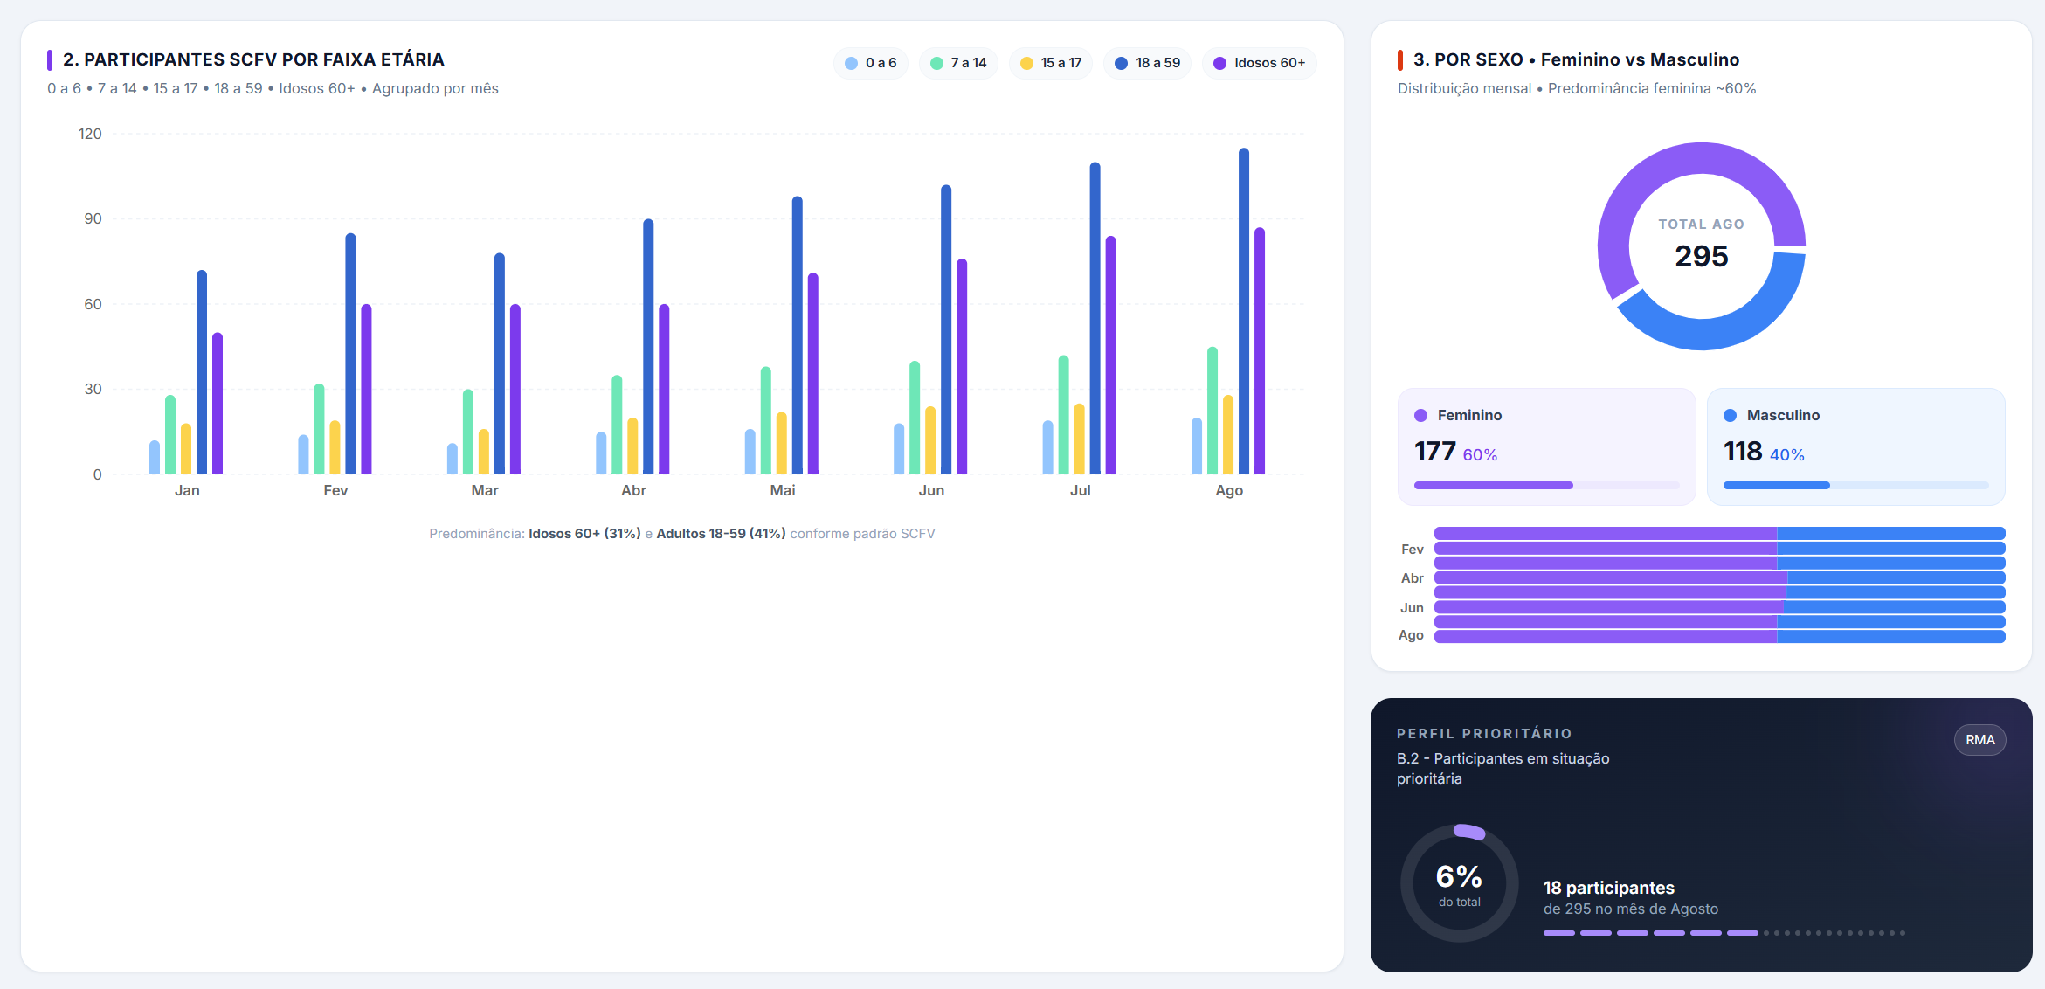 2. PARTICIPANTES SCFV POR FAIXA ETÁRIA
0 a 6
7 a 14
15 a 17
18 a 59
Idosos 60+
0 a 6 • 7 a 14 • 15 a 17 • 18 a 59 • Idosos 60+ • Agrupado por mês
120
90
60
30
0
Jan Fev Mar Abr Mai Jun Jul Ago
Predominância: Idosos 60+ (31%) e Adultos 18-59 (41%) conforme padrão SCFV
3. POR SEXO • Feminino vs Masculino
Distribuição mensal • Predominância feminina ~60%
TOTAL AGO
295
Feminino
177 60%
Masculino
118 40%
Fev
Abr
Jun
Ago
PERFIL PRIORITÁRIO
RMA
B.2 - Participantes em situação
prioritária
6%
do total
18 participantes
de 295 no mês de Agosto